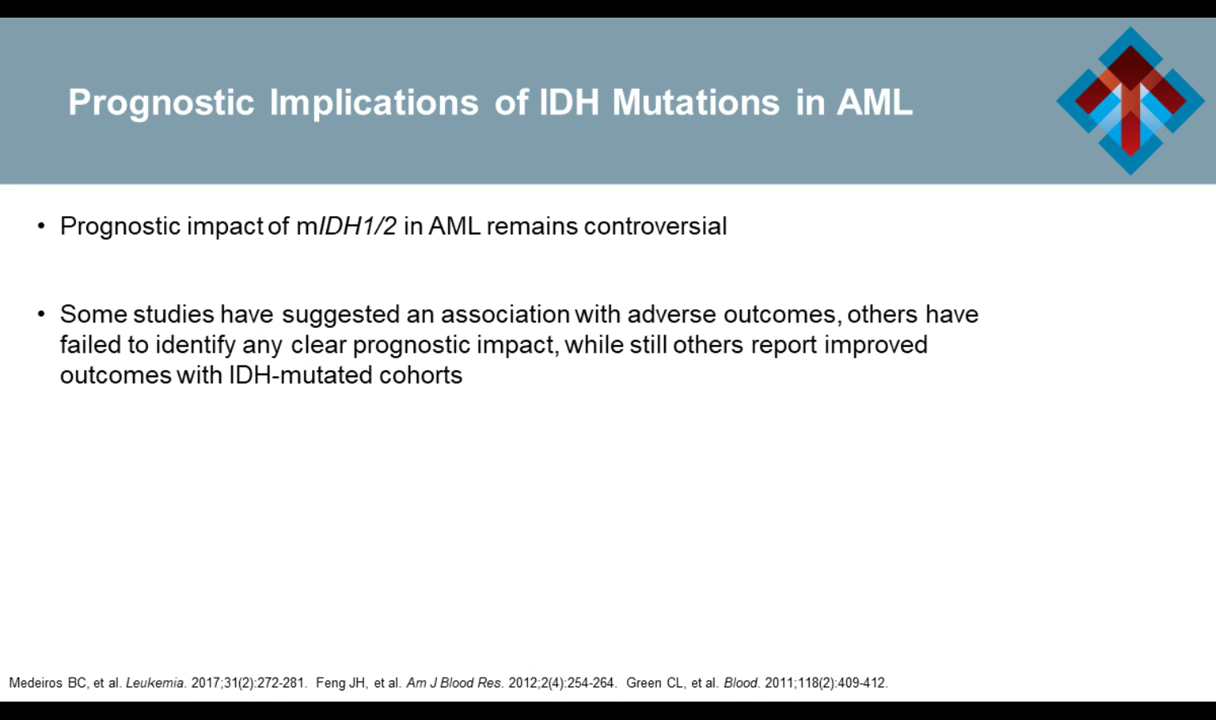 Prognostic Implications of IDH Mutations in AML
• Prognostic impact of mIDH1/2 in AML remains controversial
• Some studies have suggested an association with adverse outcomes, others have
failed to identify any clear prognostic impact, while still others report improved
outcomes with IDH-mutated cohorts
Medeiros BC, et al. Leukemia. 2017;31(2):272-281. Feng JH, et al. Am J Blood Res. 2012;2(4):254-264. Green CL, et al. Blood. 2011;118(2):409-412.